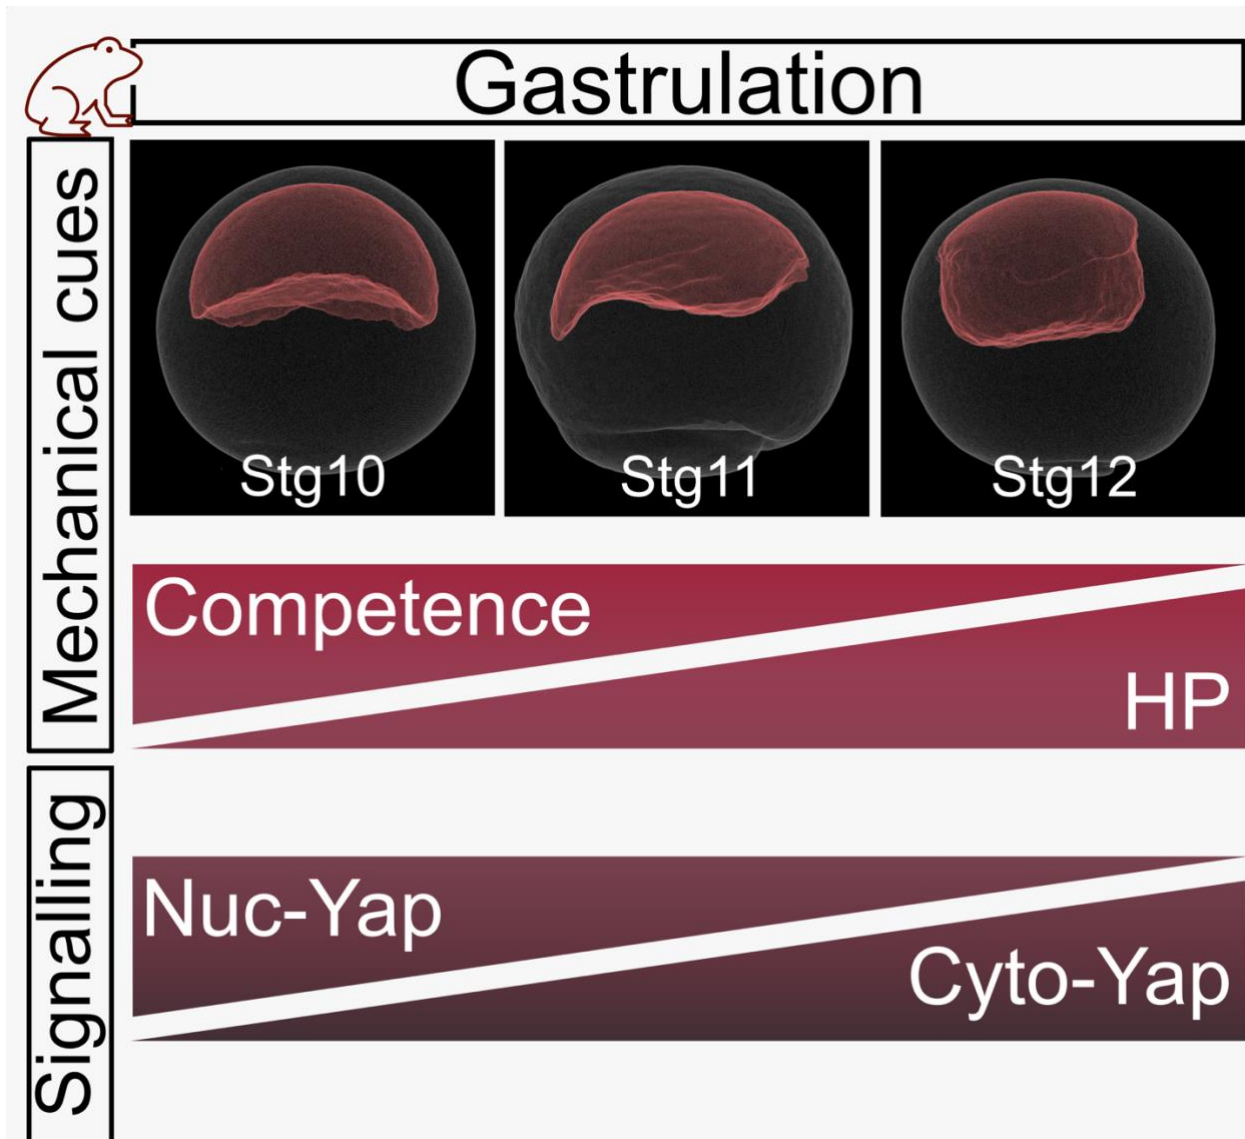 Gastrulation
Mechanical cues
Stg10
Stg11
Stg12
Competence
HP
Signalling
Nuc-Yap
Cyto-Yap